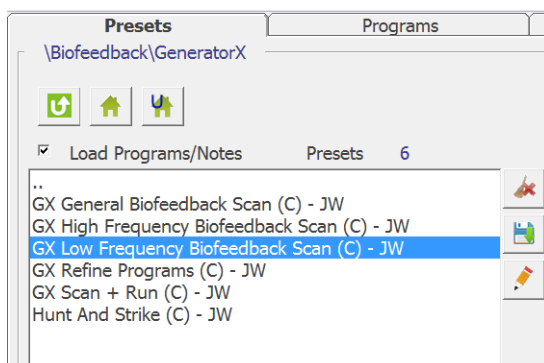 Presets Programs
\Biofeedback\GeneratorX
U
Load Programs/Notes Presets 6
..
GX General Biofeedback Scan (C) - JW
GX High Frequency Biofeedback Scan (C) - JW
GX Low Frequency Biofeedback Scan (C) - JW
GX Refine Programs (C) - JW
GX Scan + Run (C) - JW
Hunt And Strike (C) - JW